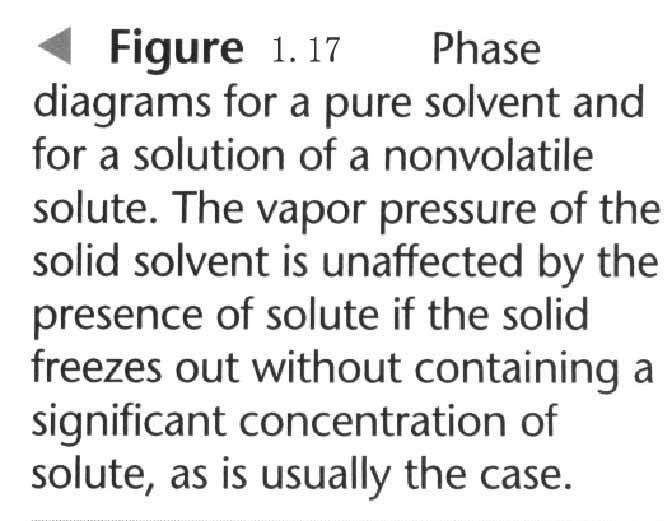 ◀ Figure 1.17 Phase
diagrams for a pure solvent and
for a solution of a nonvolatile
solute. The vapor pressure of the
solid solvent is unaffected by the
presence of solute if the solid
freezes out without containing a
significant concentration of
solute, as is usually the case.